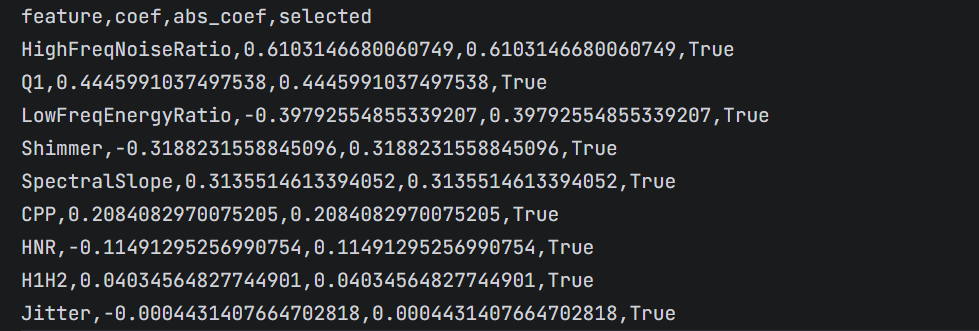 feature,coef,abs_coef,selected
HighFreqNoiseRatio,0.6103146680060749,0.6103146680060749,True
Q1,0.4445991037497538,0.4445991037497538,True
LowFreqEnergyRatio,-0.39792554855339207,0.39792554855339207,True
Shimmer,-0.3188231558845096,0.3188231558845096,True
SpectralSlope,0.3135514613394052,0.3135514613394052,True
CPP,0.2084082970075205,0.2084082970075205,True
HNR,-0.11491295256990754,0.11491295256990754,True
H1H2,0.04034564827744901,0.04034564827744901,True
Jitter,-0.0004431407664702818,0.0004431407664702818,True